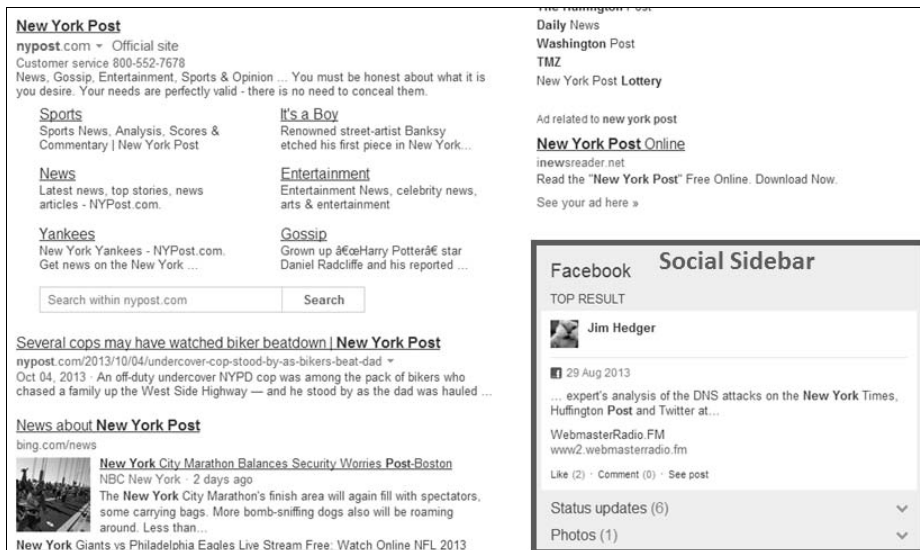 New York Post
nypost.com Official site
Customer service 800-552-7678
News, Gossip, Entertainment, Sports & Opinion ... You must be honest about what it is
you desire. Your needs are perfectly valid - there is no need to conceal them.
Sports
Sports News, Analysis, Scores &
Commentary | New York Post
It's a Boy
Renowned street-artist Banksy
etched his first piece in New York...
News
Latest news, top stories, news
articles - NYPost.com.
Entertainment
Entertainment News, celebrity news,
arts & entertainment
Yankees
New York Yankees - NYPost.com.
Get news on the New York ...
Gossip
Grown up â€œHarry Potterâ€ star
Daniel Radcliffe and his reported ...
Search within nypost.com Search
Several cops may have watched biker beatdown | New York Post
nypost.com/2013/10/04/undercover-cop-stood-by-as-bikers-beat-dad
Oct 04, 2013 · An off-duty undercover NYPD cop was among the pack of bikers who
chased a family up the West Side Highway — and he stood by as the dad was hauled ...
News about New York Post
bing.com/news
New York City Marathon Balances Security Worries Post-Boston
NBC New York · 2 days ago
The New York City Marathon's finish area will again fill with spectators,
some carrying bags. More bomb-sniffing dogs also will be roaming
around. Less than...
New York Giants vs Philadelphia Eagles Live Stream Free: Watch Online NFL 2013
The Huffington Post
Daily News
Washington Post
TMZ
New York Post Lottery
Ad related to new york post
New York Post Online
inewsreader.net
Read the "New York Post" Free Online. Download Now.
See your ad here »
Facebook Social Sidebar
TOP RESULT
Jim Hedger
29 Aug 2013
... expert's analysis of the DNS attacks on the New York Times,
Huffington Post and Twitter at...
WebmasterRadio.FM
www2.webmasterradio.fm
Like (2) · Comment (0) · See post
Status updates (6)
Photos (1)